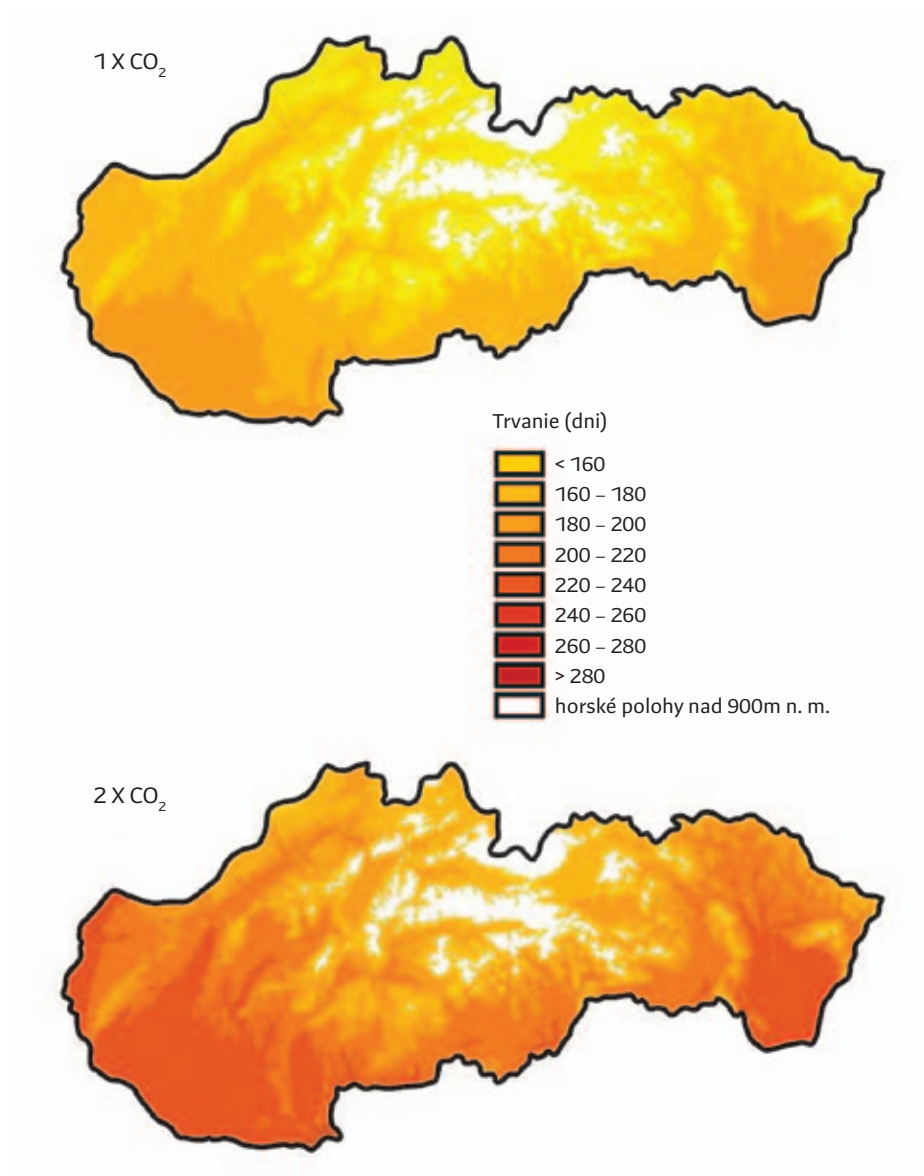 1 X CO₂
Trvanie (dni)
< 160
160 – 180
180 – 200
200 – 220
220 – 240
240 – 260
260 – 280
> 280
horské polohy nad 900m n. m.
2 X CO₂